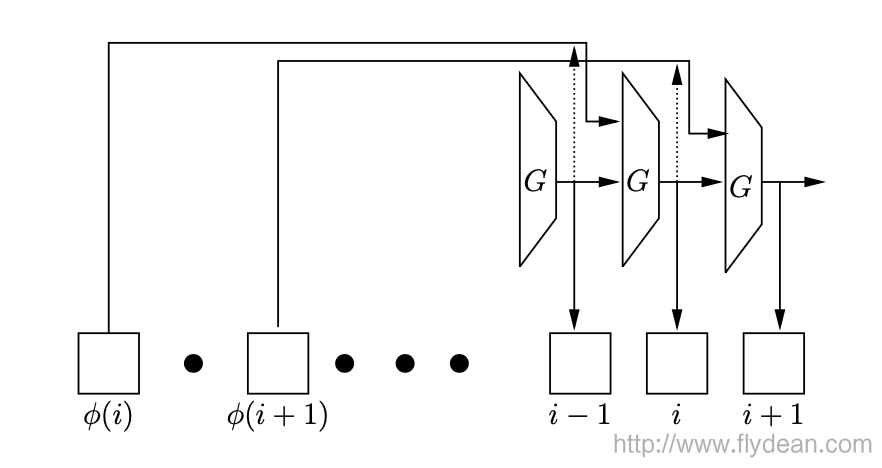 G G G
ϕ(i) ϕ(i + 1) i − 1 i i + 1
http://www.flydean.com